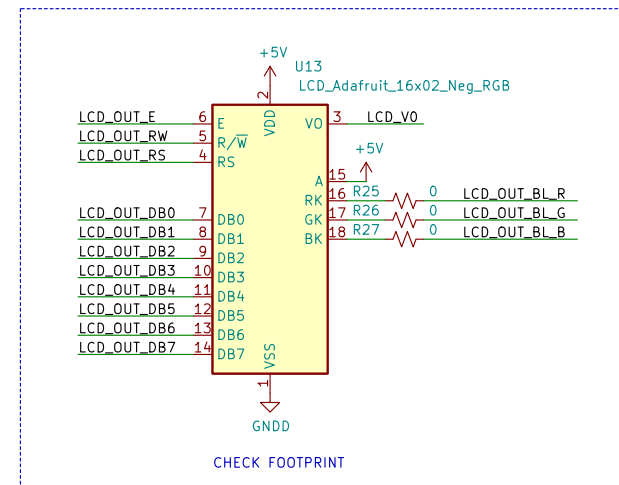 +5V
U13
LCD_Adafruit_16x02_Neg_RGB
2
VDD
LCD_OUT_E 6 E
VO 3 LCD_V0
LCD_OUT_RW 5 R/W
LCD_OUT_RS 4 RS
+5V
A 15
RK 16 R25 0 LCD_OUT_BL_R
LCD_OUT_DB0 7 DB0
GK 17 R26 0 LCD_OUT_BL_G
LCD_OUT_DB1 8 DB1
BK 18 R27 0 LCD_OUT_BL_B
LCD_OUT_DB2 9 DB2
LCD_OUT_DB3 10 DB3
LCD_OUT_DB4 11 DB4
LCD_OUT_DB5 12 DB5
LCD_OUT_DB6 13 DB6
LCD_OUT_DB7 14 DB7
VSS
1
GNDD
CHECK FOOTPRINT